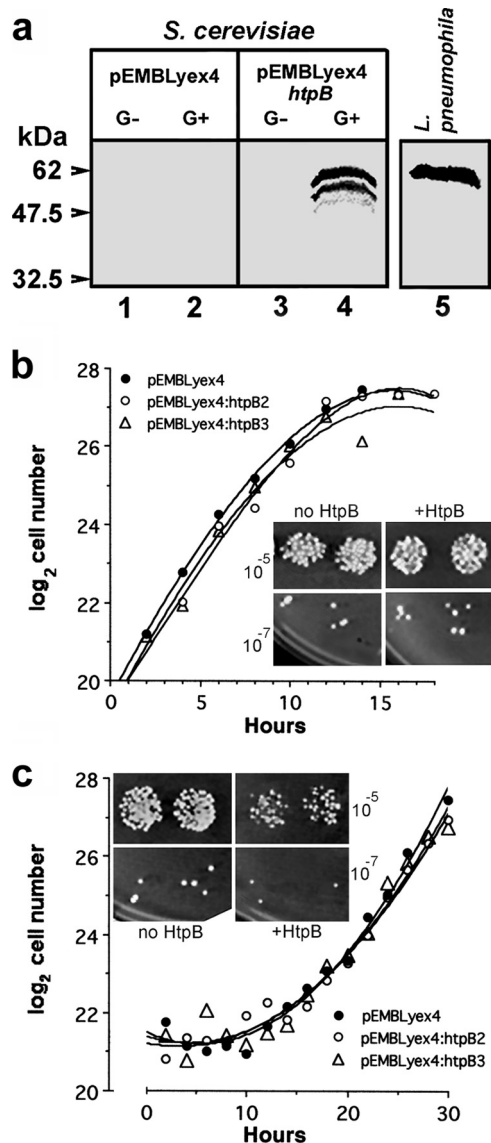 a
S. cerevisiae
pEMBLyex4
pEMBLyex4
htpB
L. pneumophila
G- G+ G- G+
kDa
62
47.5
32.5
1 2 3 4 5
b
28
26
24
22
20
log2 cell number
pEMBLyex4
pEMBLyex4:htpB2
pEMBLyex4:htpB3
no HtpB +HtpB
10-5
10-7
0 5 10 15
Hours
c
28
26
24
22
20
log2 cell number
10-5
10-7
no HtpB +HtpB
pEMBLyex4
pEMBLyex4:htpB2
pEMBLyex4:htpB3
0 10 20 30
Hours